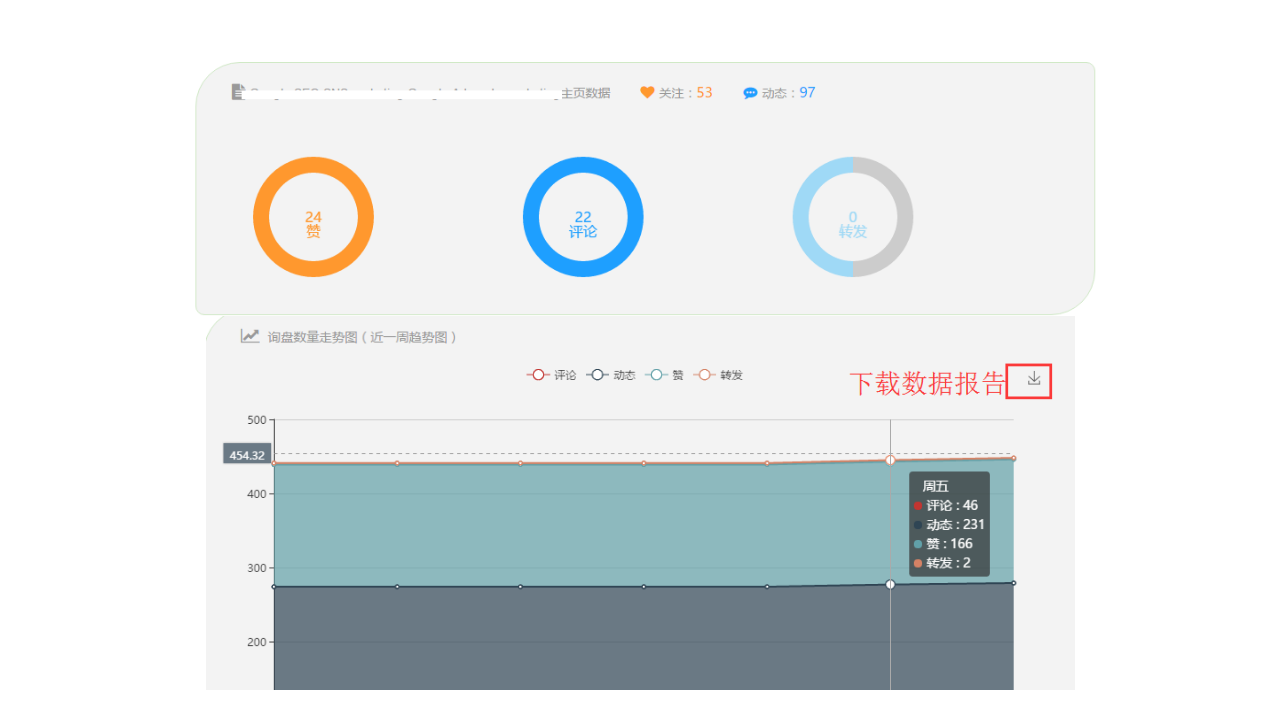 主页数据 关注：53 动态：97
24
赞
22
评论
0
转发
询盘数量走势图（近一周趋势图）
评论 动态 赞 转发
下载数据报告
500
454.32
400
300
200
周五
评论 : 46
动态 : 231
赞 : 166
转发 : 2